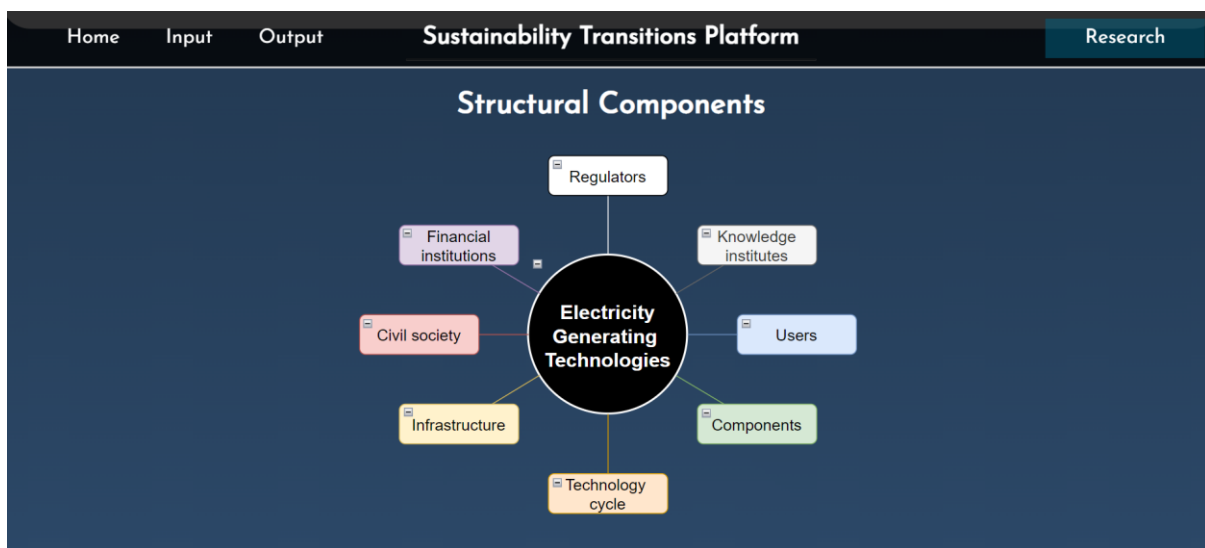 Home Input Output Sustainability Transitions Platform Research
Structural Components
Regulators
Financial
institutions
Knowledge
institutes
Electricity
Generating
Technologies
Civil society
Users
Infrastructure
Components
Technology
cycle